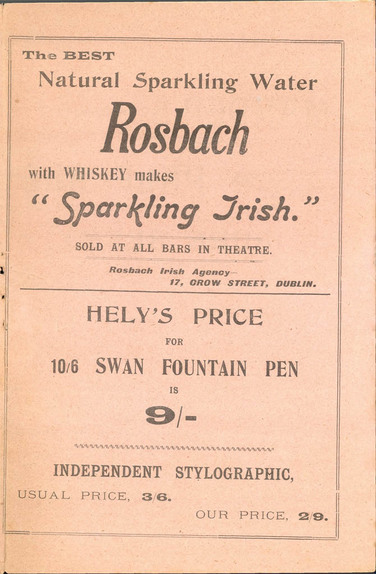 The BEST
Natural Sparkling Water
Rosbach
with WHISKEY makes
"Sparkling Irish."
SOLD AT ALL BARS IN THEATRE.
Rosbach Irish Agency—
17, CROW STREET, DUBLIN.
HELY'S PRICE
FOR
10/6 SWAN FOUNTAIN PEN
IS
9/-
INDEPENDENT STYLOGRAPHIC,
USUAL PRICE, 3/6.
OUR PRICE, 2/9.